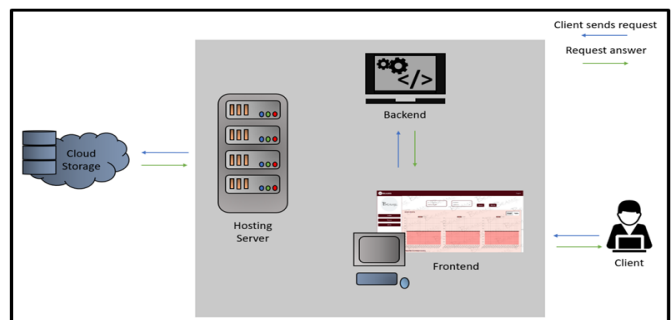 Client sends request
Request answer
</>
Backend
Cloud
Storage
Hosting
Server
Frontend
Client